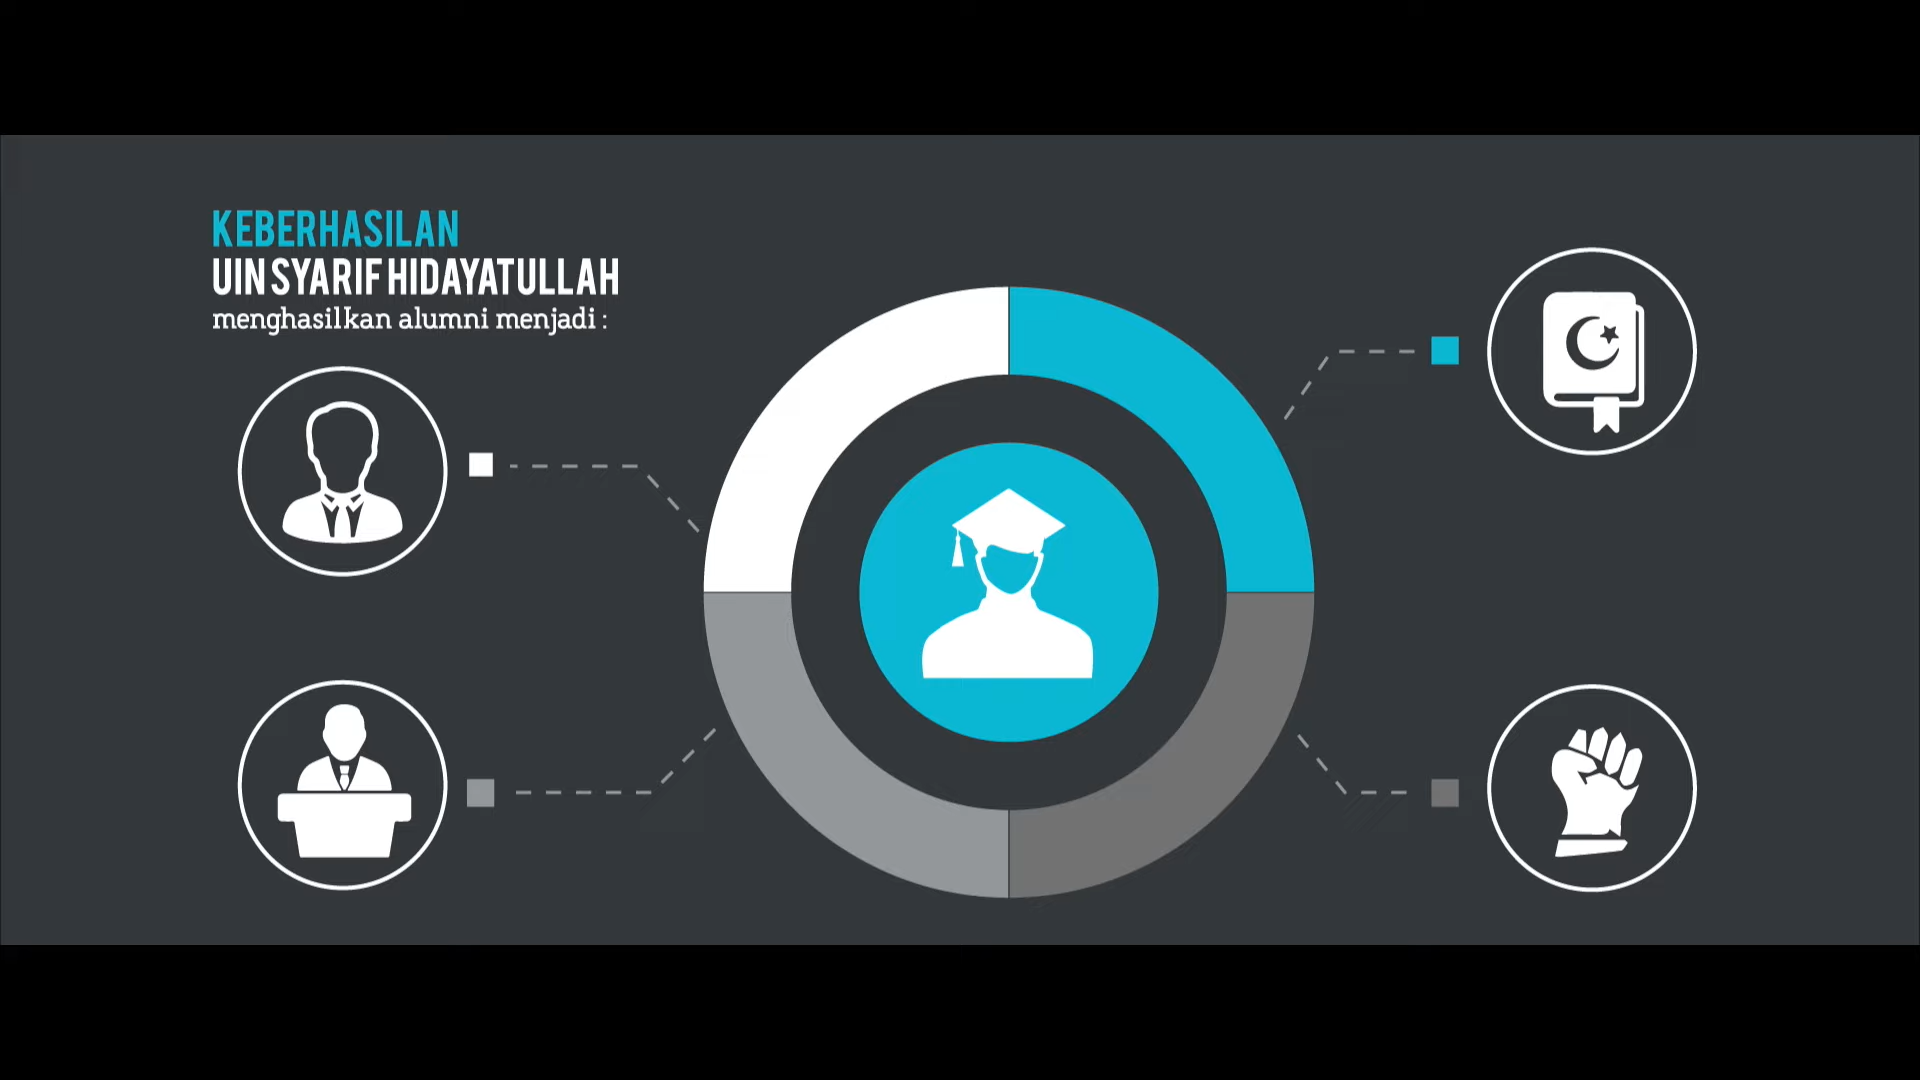 KEBERHASILAN
UIN SYARIF HIDAYATULLAH
menghasilkan alumni menjadi :